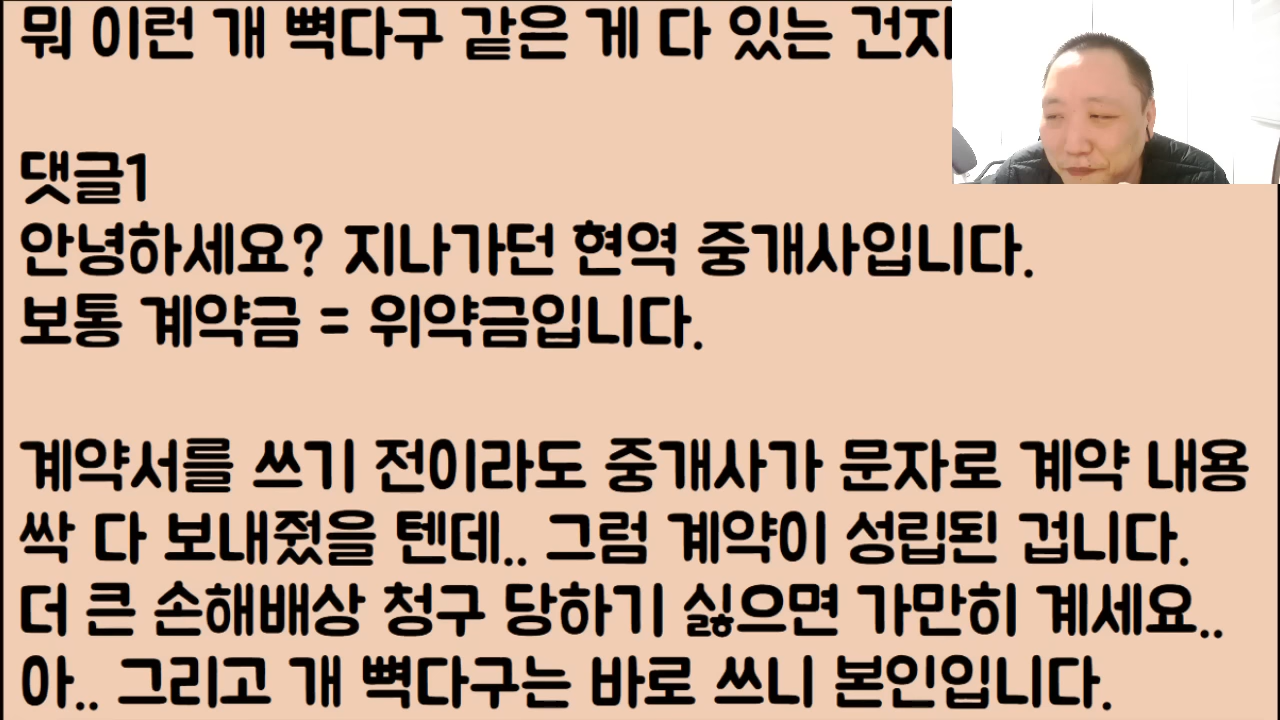 뭐 이런 개 뼉다구 같은 게 다 있는 건지
댓글1
안녕하세요? 지나가던 현역 중개사입니다.
보통 계약금 = 위약금입니다.
계약서를 쓰기 전이라도 중개사가 문자로 계약 내용
싹 다 보내줬을 텐데.. 그럼 계약이 성립된 겁니다.
더 큰 손해배상 청구 당하기 싫으면 가만히 계세요..
아.. 그리고 개 뼉다구는 바로 쓰니 본인입니다.